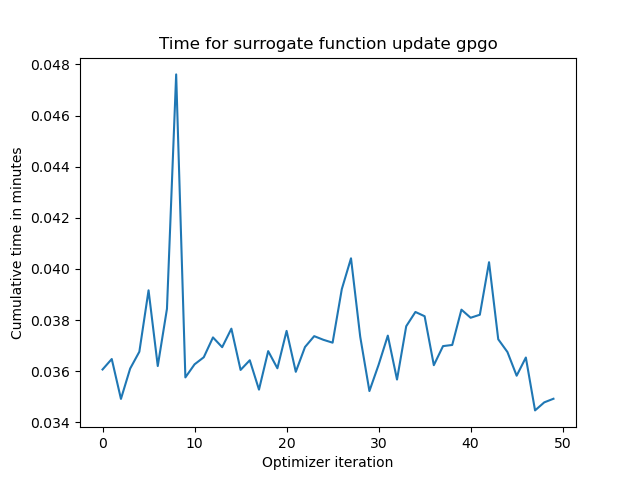 Time for surrogate function update gpgo
Cumulative time in minutes
0.048
0.046
0.044
0.042
0.040
0.038
0.036
0.034
0 10 20 30 40 50
Optimizer iteration